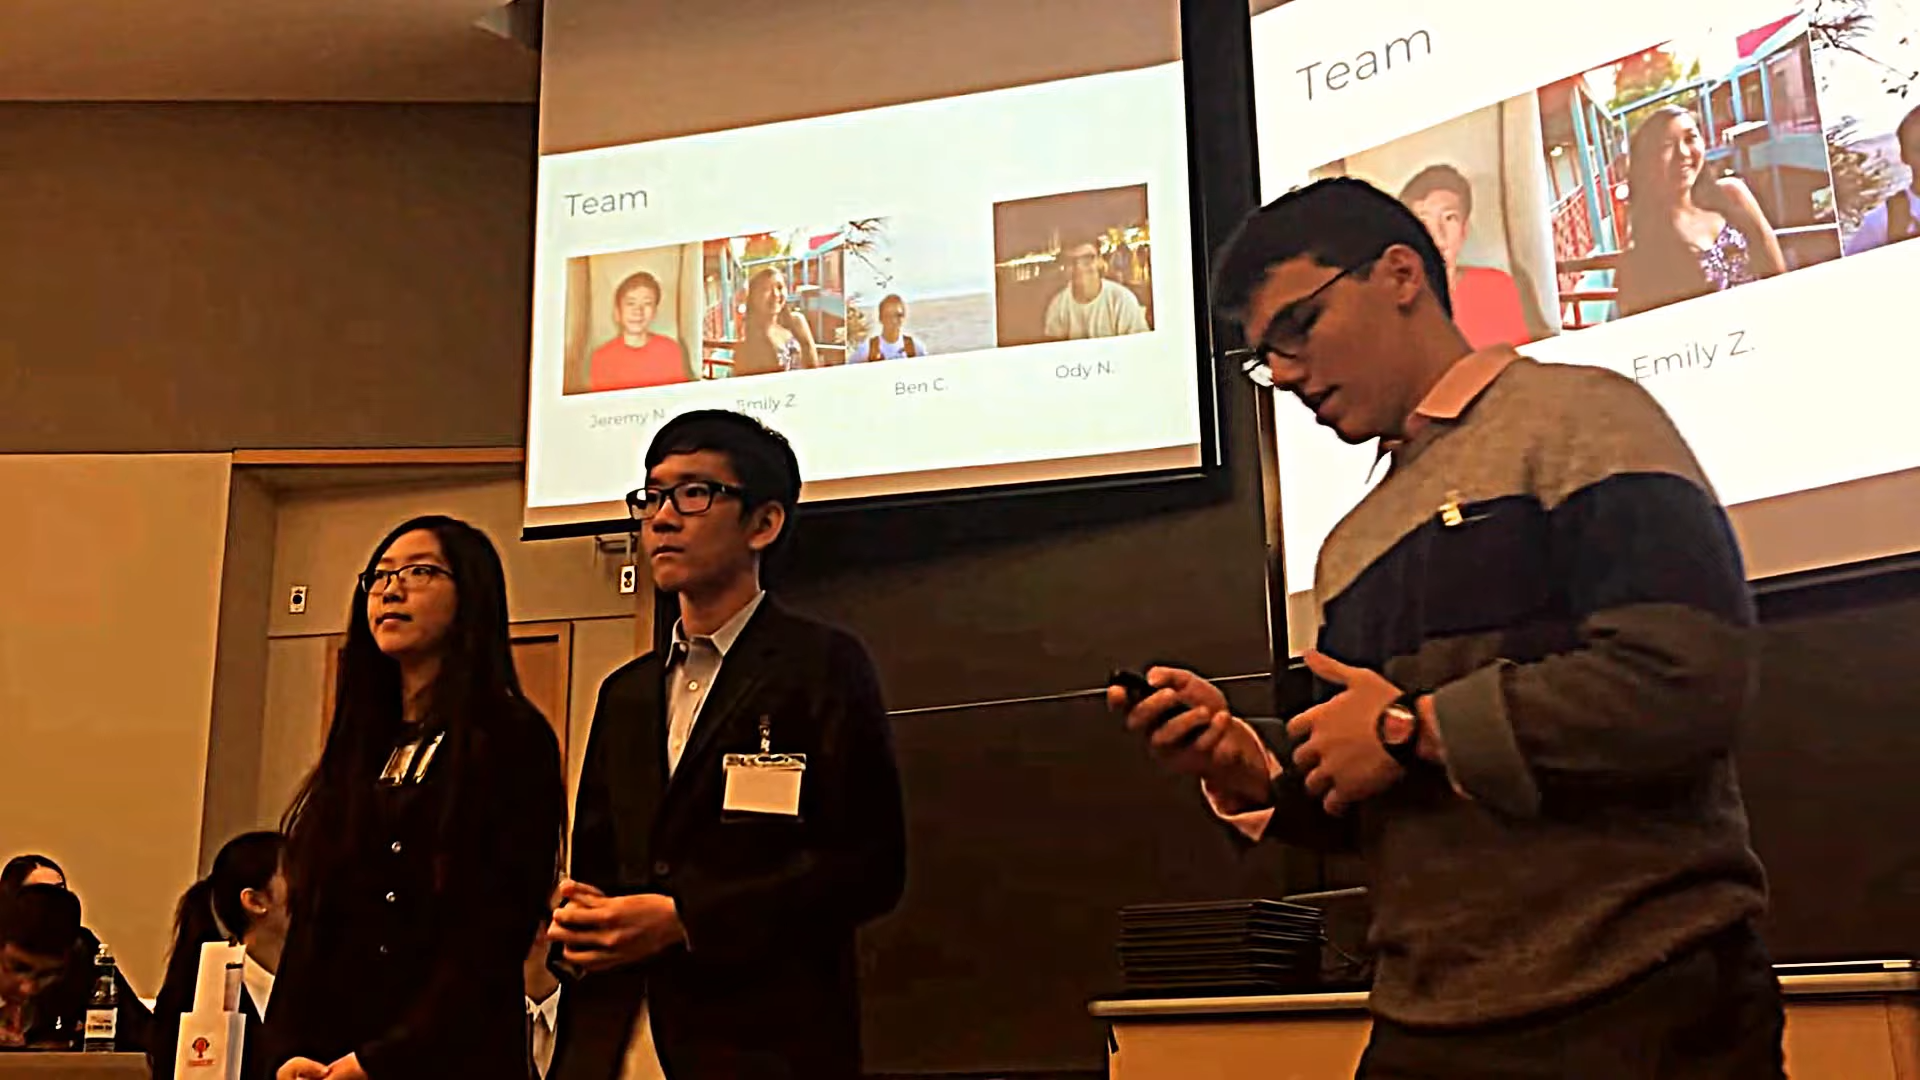 Team
Jeremy N.
Emily Z.
Ben C.
Ody N.
Team
Emily Z.